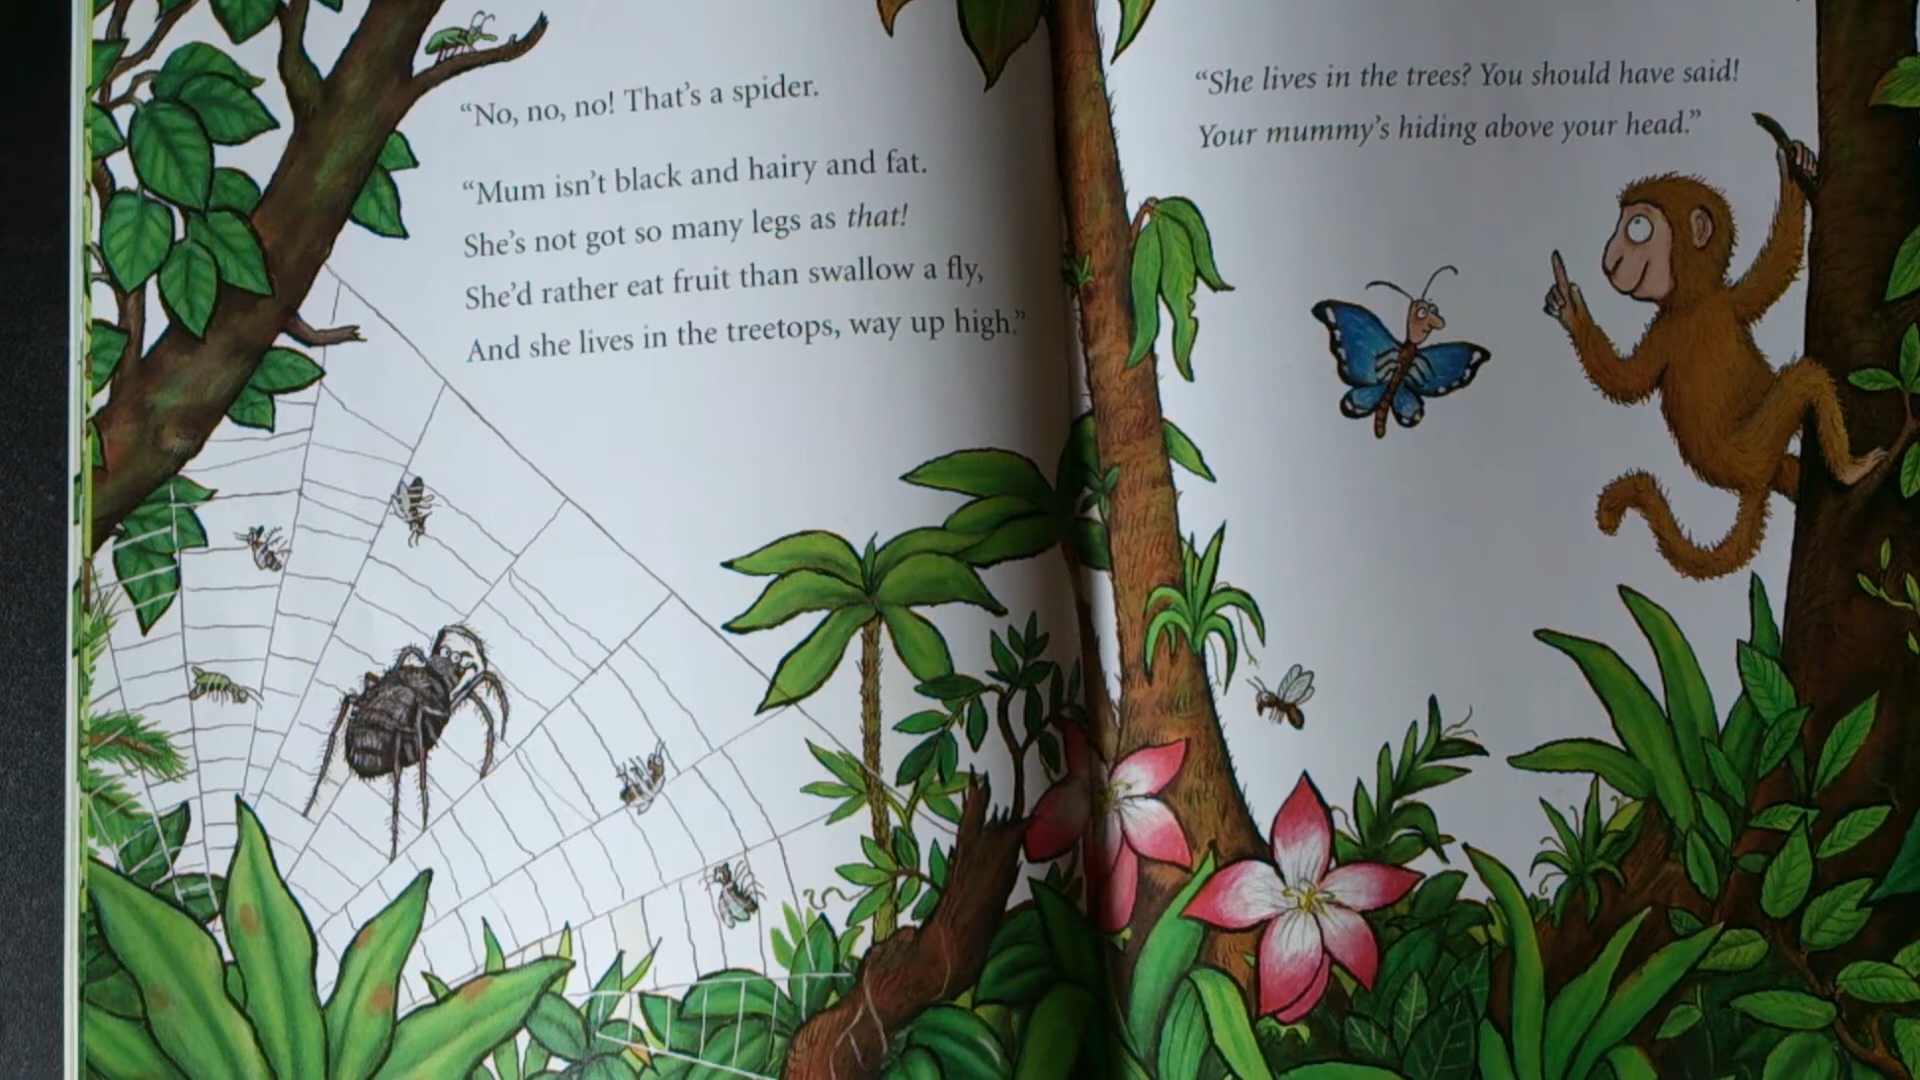 “No, no, no! That’s a spider.
“Mum isn’t black and hairy and fat.
She’s not got so many legs as that!
She’d rather eat fruit than swallow a fly,
And she lives in the treetops, way up high.”
“She lives in the trees? You should have said!
Your mummy’s hiding above your head.”